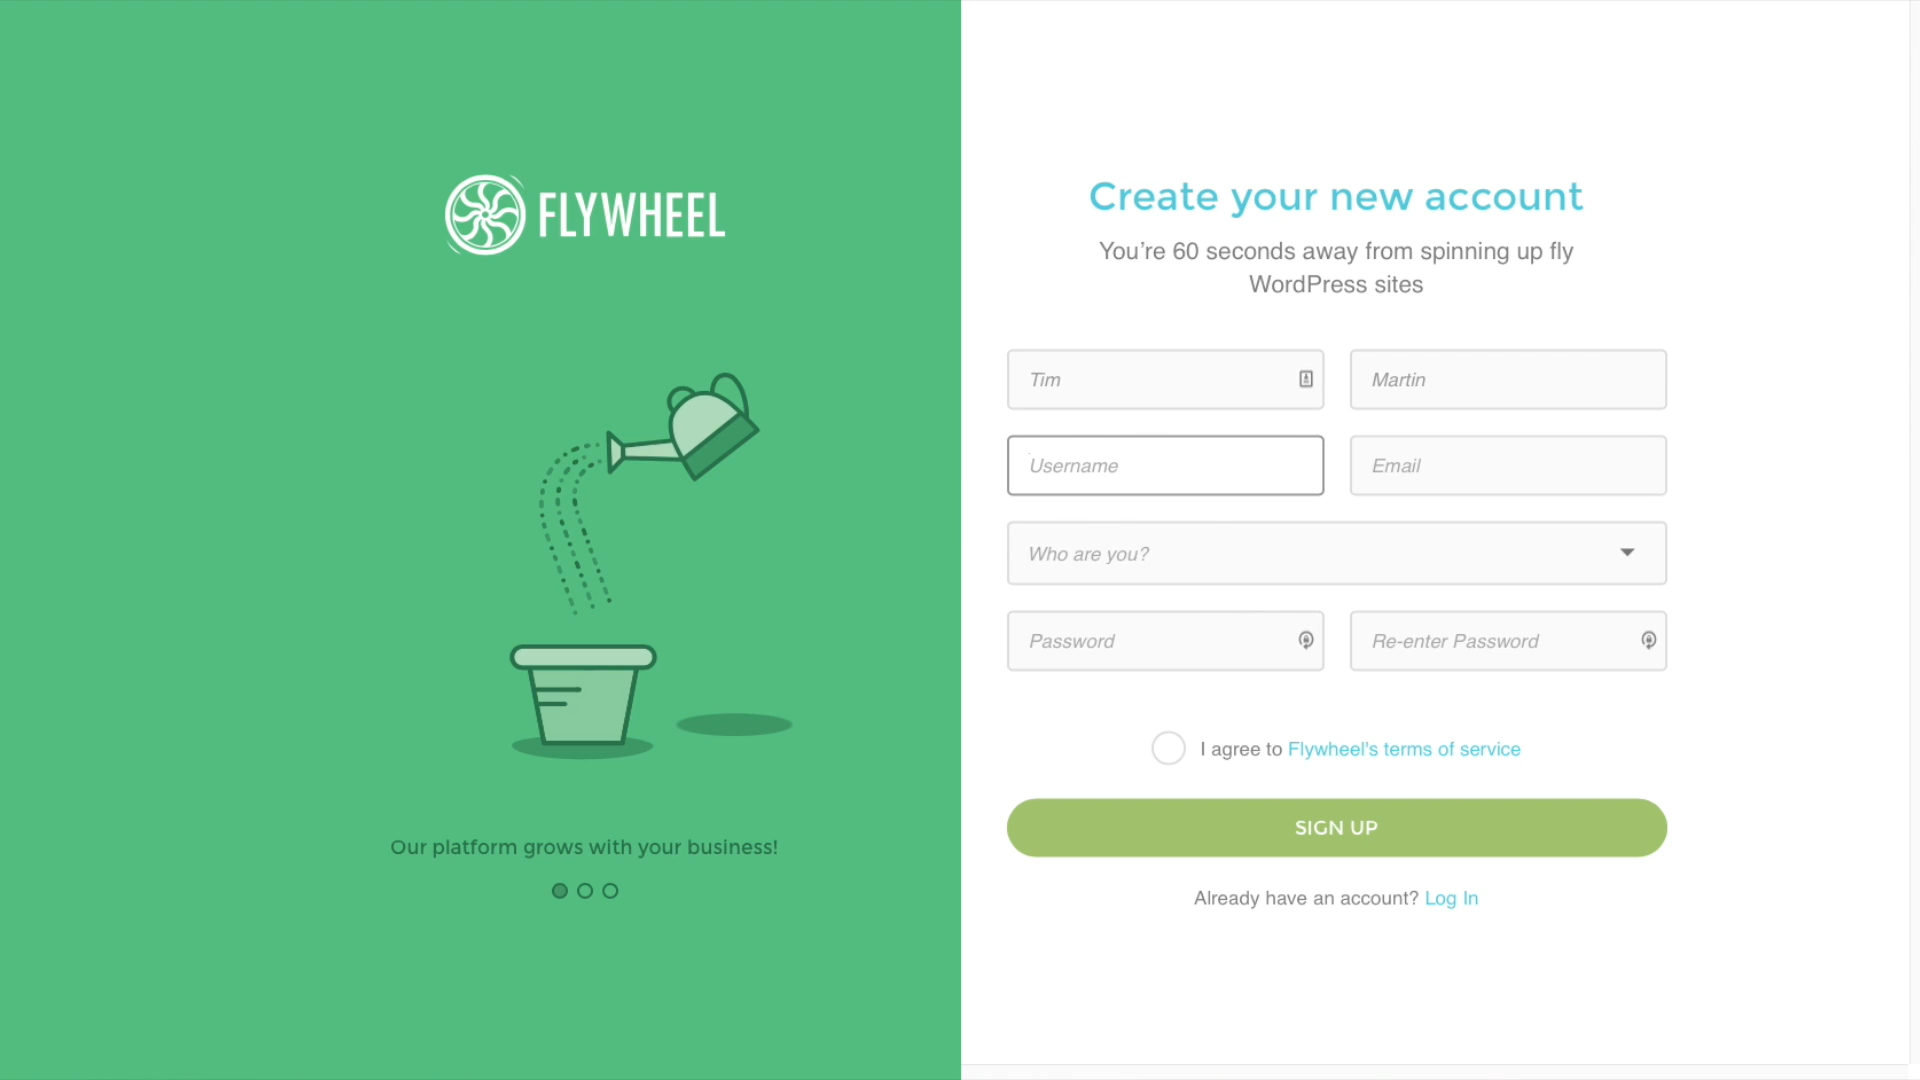 FLYWHEEL
Our platform grows with your business!
Create your new account
You’re 60 seconds away from spinning up fly
WordPress sites
Tim
Martin
Username
Email
Who are you?
Password
Re-enter Password
I agree to Flywheel's terms of service
SIGN UP
Already have an account? Log In